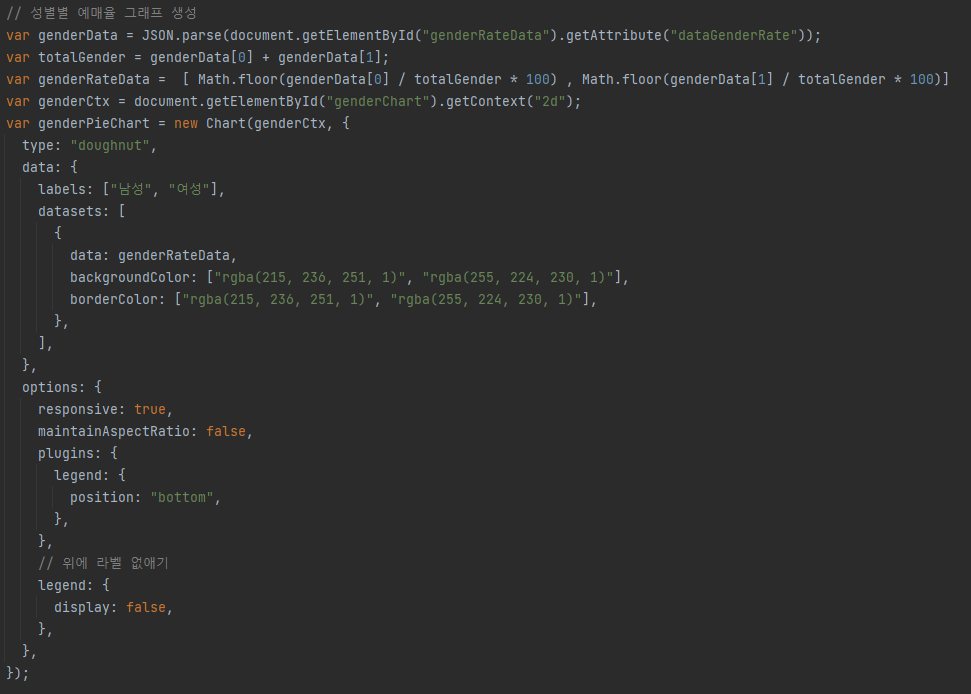 // 성별별 예매율 그래프 생성
var genderData = JSON.parse(document.getElementById("genderRateData").getAttribute("dataGenderRate"));
var totalGender = genderData[0] + genderData[1];
var genderRateData =  [ Math.floor(genderData[0] / totalGender * 100) , Math.floor(genderData[1] / totalGender * 100)]
var genderCtx = document.getElementById("genderChart").getContext("2d");
var genderPieChart = new Chart(genderCtx, {
  type: "doughnut",
  data: {
    labels: ["남성", "여성"],
    datasets: [
      {
        data: genderRateData,
        backgroundColor: ["rgba(215, 236, 251, 1)", "rgba(255, 224, 230, 1)"],
        borderColor: ["rgba(215, 236, 251, 1)", "rgba(255, 224, 230, 1)"],
      },
    ],
  },
  options: {
    responsive: true,
    maintainAspectRatio: false,
    plugins: {
      legend: {
        position: "bottom",
      },
    },
    // 위에 라벨 없애기
    legend: {
      display: false,
    },
  },
});